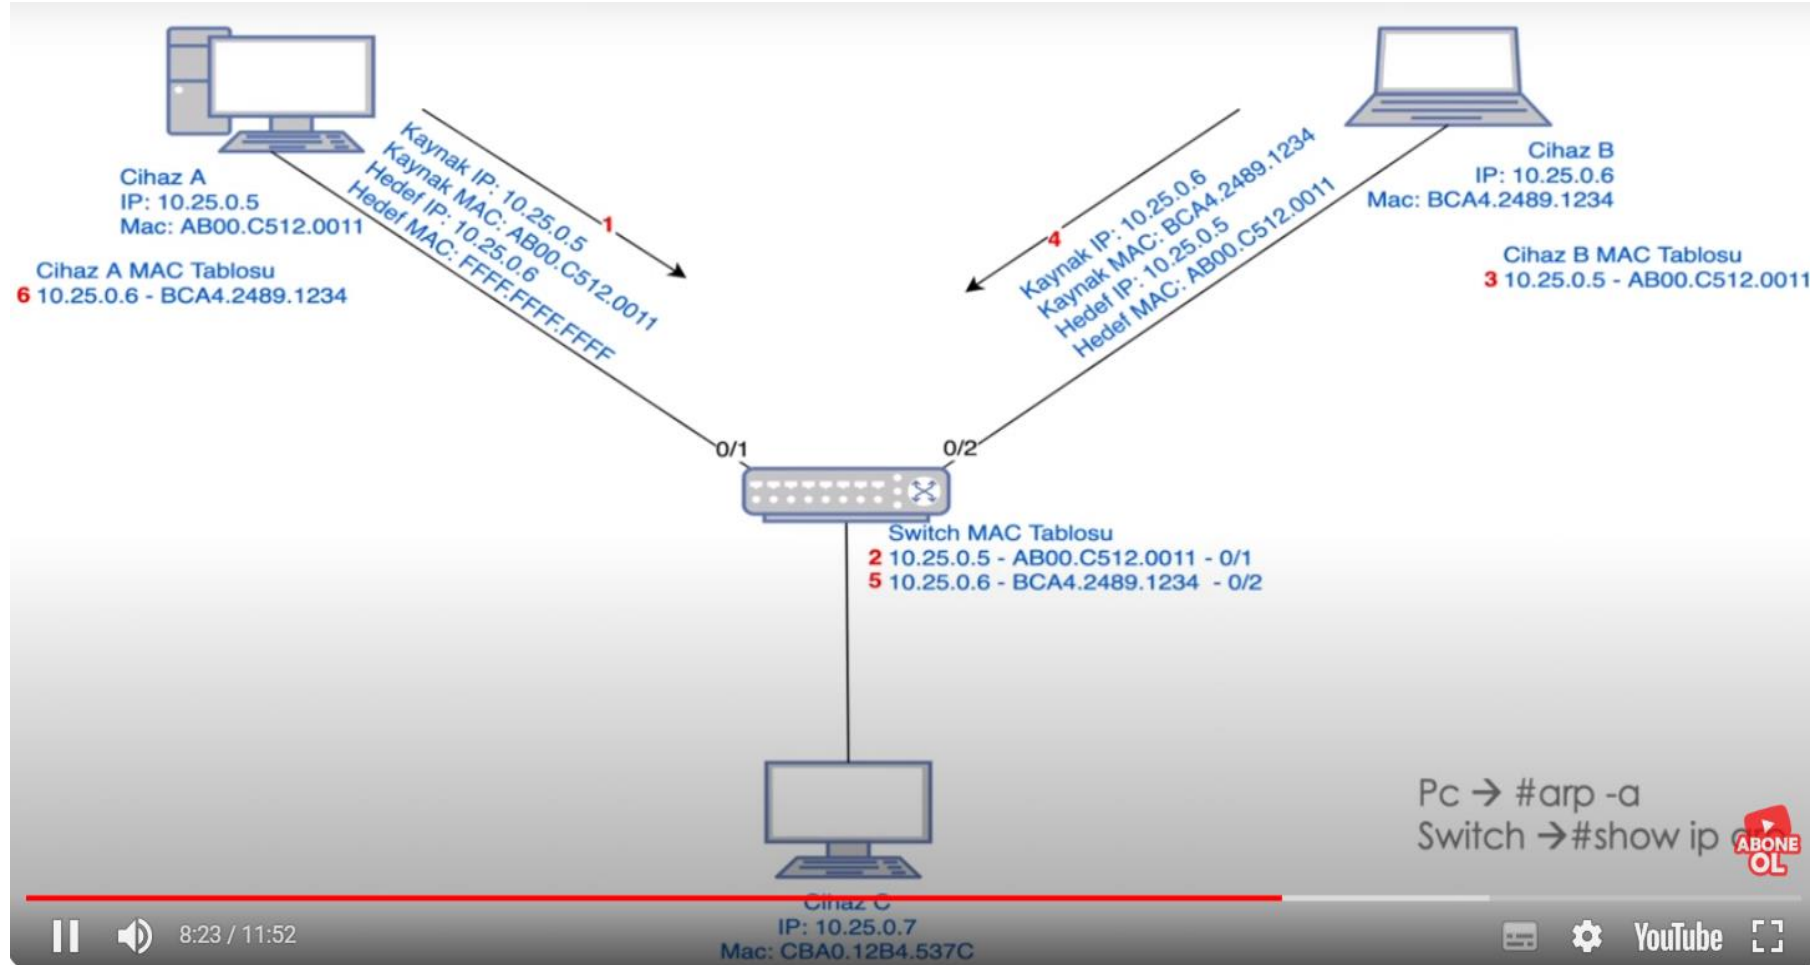 Cihaz A
IP: 10.25.0.5
Mac: AB00.C512.0011
Cihaz A MAC Tablosu
6 10.25.0.6 - BCA4.2489.1234
Kaynak IP: 10.25.0.5
Kaynak MAC: AB00.C512.0011
Hedef IP: 10.25.0.6
Hedef MAC: FFFF.FFFF.FFFF
1
4
Kaynak IP: 10.25.0.6
Kaynak MAC: BCA4.2489.1234
Hedef IP: 10.25.0.5
Hedef MAC: AB00.C512.0011
Cihaz B
IP: 10.25.0.6
Mac: BCA4.2489.1234
Cihaz B MAC Tablosu
3 10.25.0.5 - AB00.C512.0011
0/1
0/2
Switch MAC Tablosu
2 10.25.0.5 - AB00.C512.0011 - 0/1
5 10.25.0.6 - BCA4.2489.1234 - 0/2
Pc → #arp -a
Switch →#show ip
ABONE
OL
Cihaz C
IP: 10.25.0.7
Mac: CBA0.12B4.537C
8:23 / 11:52
YouTube